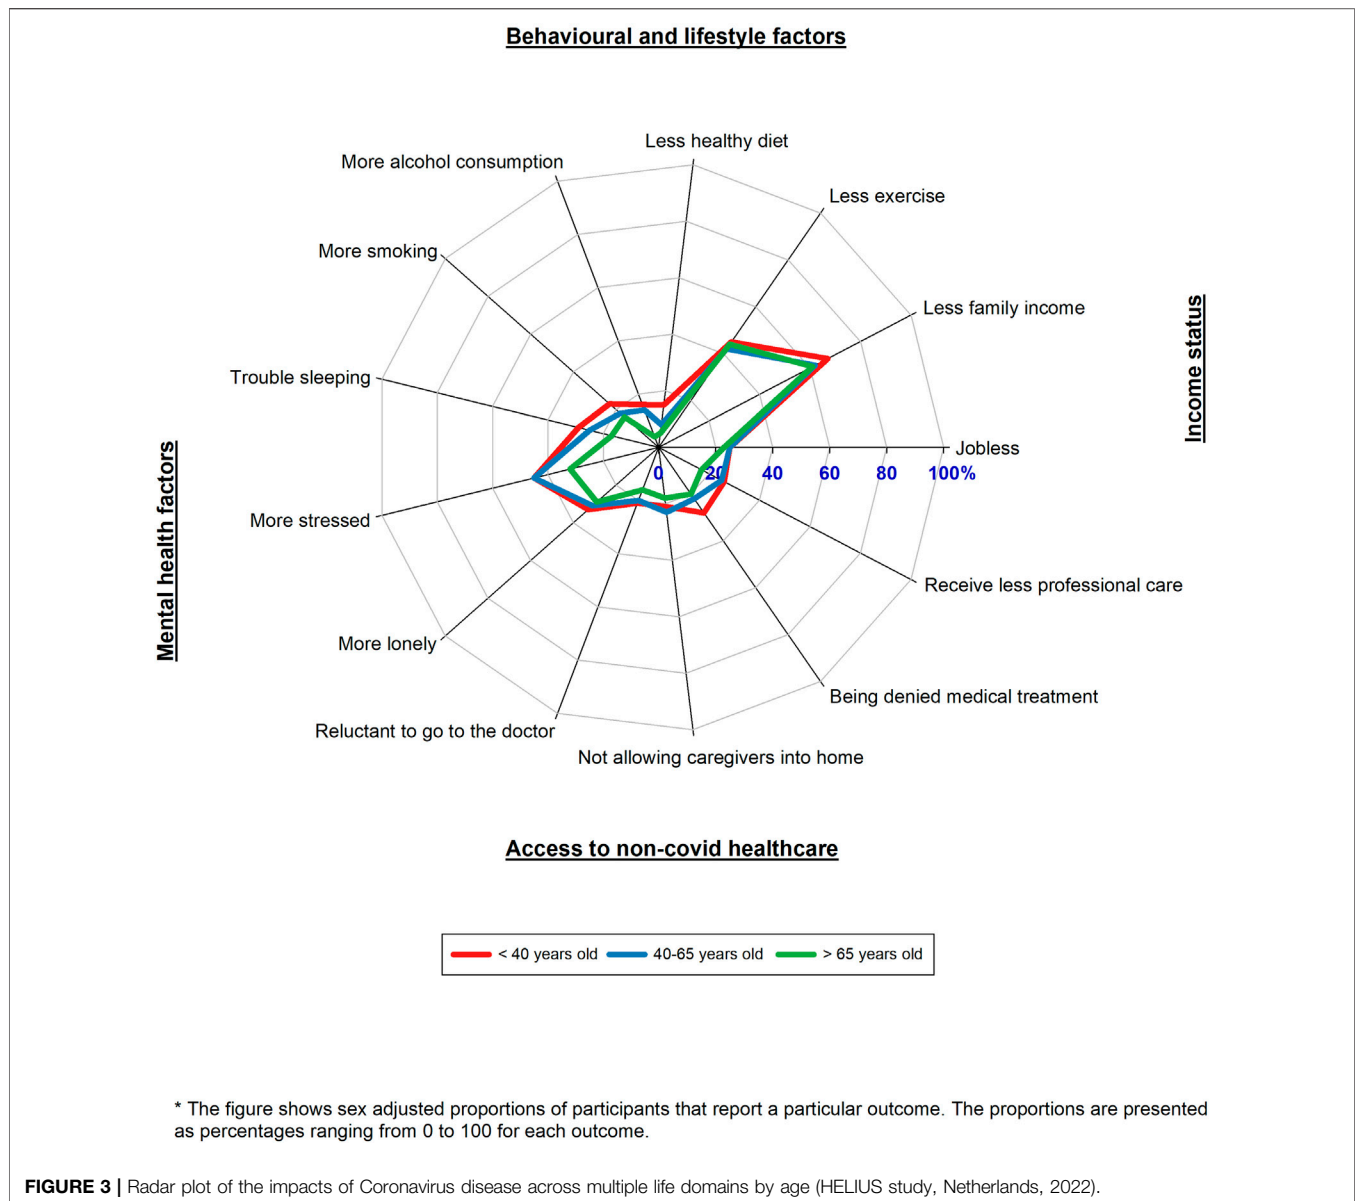 Behavioural and lifestyle factors
Less healthy diet
More alcohol consumption
Less exercise
More smoking
Less family income
Income status
Trouble sleeping
Jobless
0 20 40 60 80 100%
Mental health factors
More stressed
Receive less professional care
More lonely
Being denied medical treatment
Reluctant to go to the doctor
Not allowing caregivers into home
Access to non-covid healthcare
< 40 years old 40-65 years old > 65 years old
* The figure shows sex adjusted proportions of participants that report a particular outcome. The proportions are presented
as percentages ranging from 0 to 100 for each outcome.
FIGURE 3 | Radar plot of the impacts of Coronavirus disease across multiple life domains by age (HELIUS study, Netherlands, 2022).